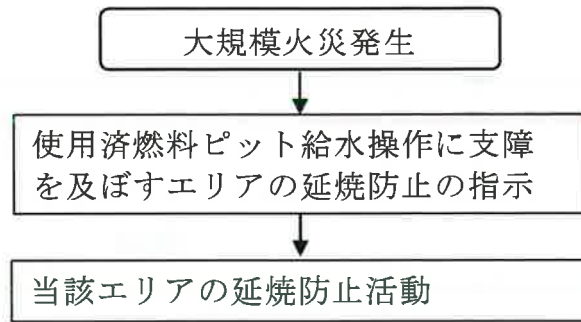 大規模火災発生
使用済燃料ピット給水操作に支障
を及ぼすエリアの延焼防止の指示
当該エリアの延焼防止活動